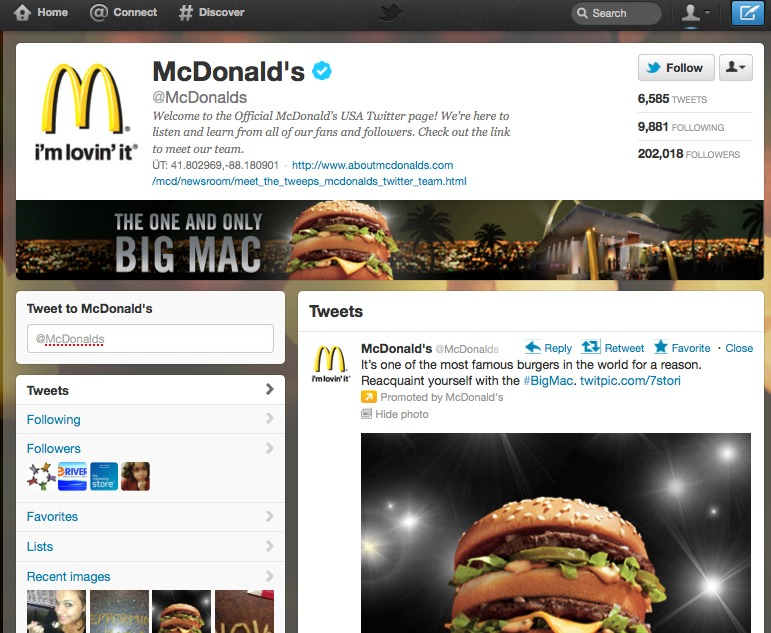 Home
Connect
Discover
Search
McDonald's
@McDonalds
Welcome to the Official McDonald's USA Twitter page! We're here to
listen and learn from all of our fans and followers. Check out the link
to meet our team.
ÜT: 41.802969,-88.180901 · http://www.aboutmcdonalds.com
/mcd/newsroom/meet_the_tweeps_mcdonalds_twitter_team.html
i'm lovin' it®
Follow
6,585 TWEETS
9,881 FOLLOWING
202,018 FOLLOWERS
THE ONE AND ONLY
BIG MAC
Tweet to McDonald's
@McDonalds
Tweets
Following
Followers
Favorites
Lists
Recent images
Tweets
McDonald's @McDonalds
Reply
Retweet
Favorite · Close
i'm lovin' it®
It's one of the most famous burgers in the world for a reason.
Reacquaint yourself with the #BigMac. twitpic.com/7stori
Promoted by McDonald's
Hide photo